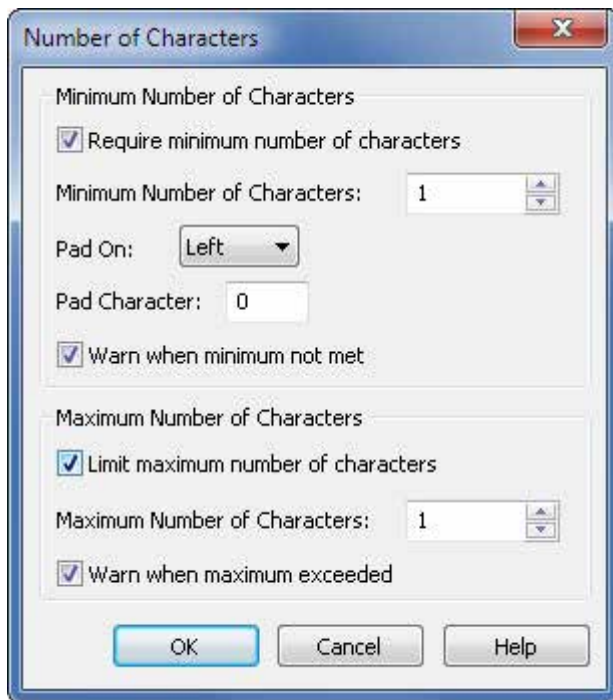 Number of Characters
Minimum Number of Characters
Require minimum number of characters
Minimum Number of Characters: 1
Pad On: Left
Pad Character: 0
Warn when minimum not met
Maximum Number of Characters
Limit maximum number of characters
Maximum Number of Characters: 1
Warn when maximum exceeded
OK Cancel Help